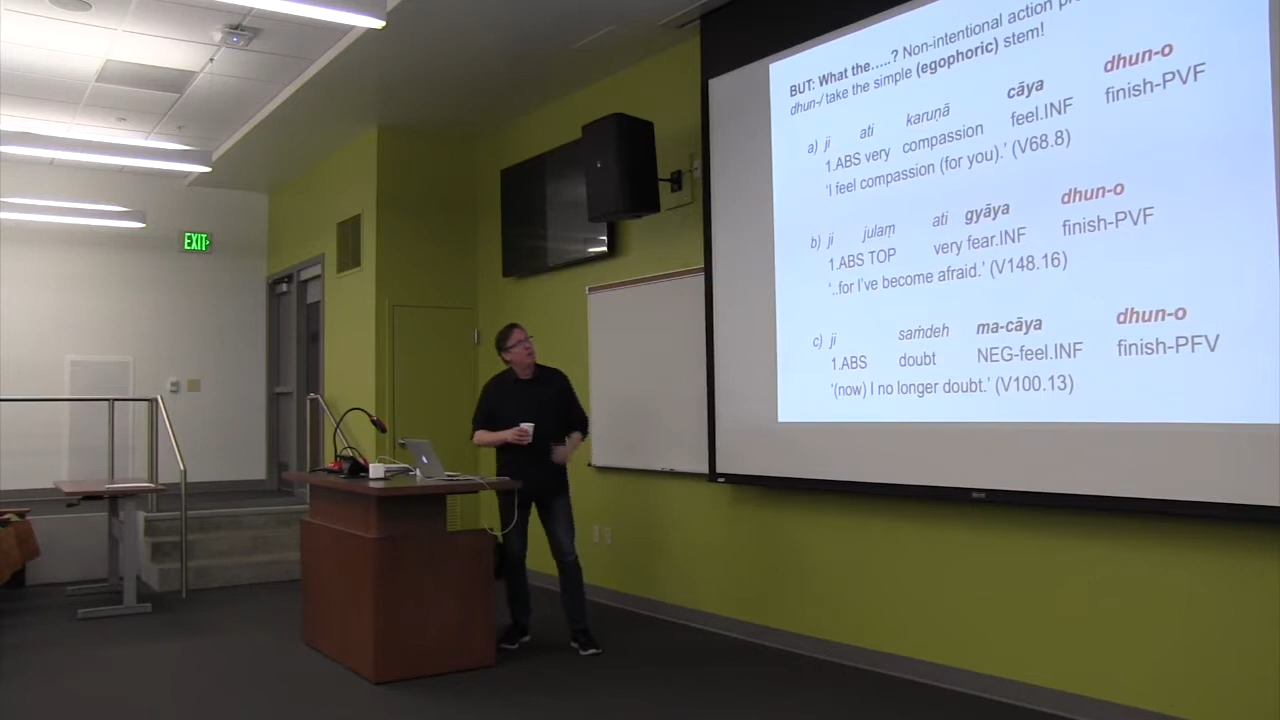 EXIT
BUT: What the…..? Non-intentional action
dhun-/ take the simple (egophoric) stem!
a) ji ati karuṇā cāya dhun-o
1.ABS very compassion feel.INF finish-PVF
'I feel compassion (for you).' (V68.8)
b) ji julaṃ ati gyāya dhun-o
1.ABS TOP very fear.INF finish-PVF
'..for I've become afraid.' (V148.16)
c) ji saṁdeh ma-cāya dhun-o
1.ABS doubt NEG-feel.INF finish-PFV
'(now) I no longer doubt.' (V100.13)